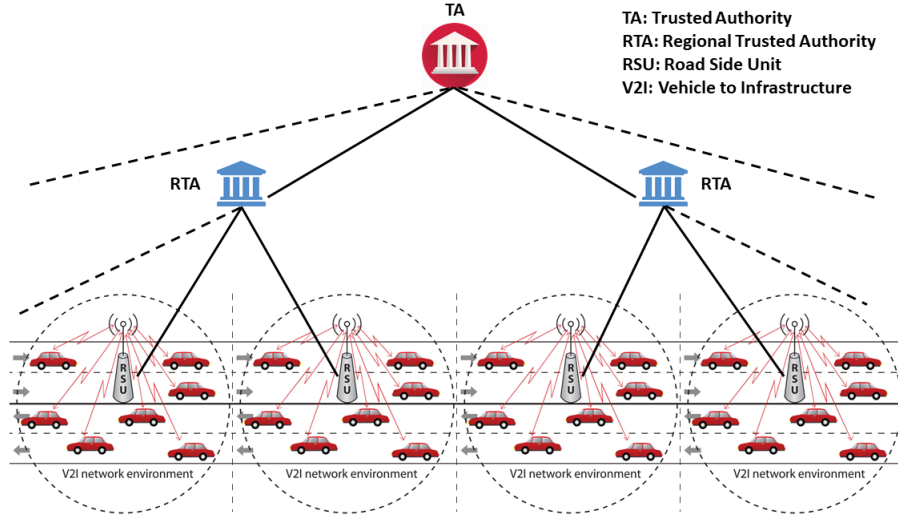 TA
TA: Trusted Authority
RTA: Regional Trusted Authority
RSU: Road Side Unit
V2I: Vehicle to Infrastructure
RTA
RTA
RSU
RSU
RSU
RSU
V2I network environment
V2I network environment
V2I network environment
V2I network environment